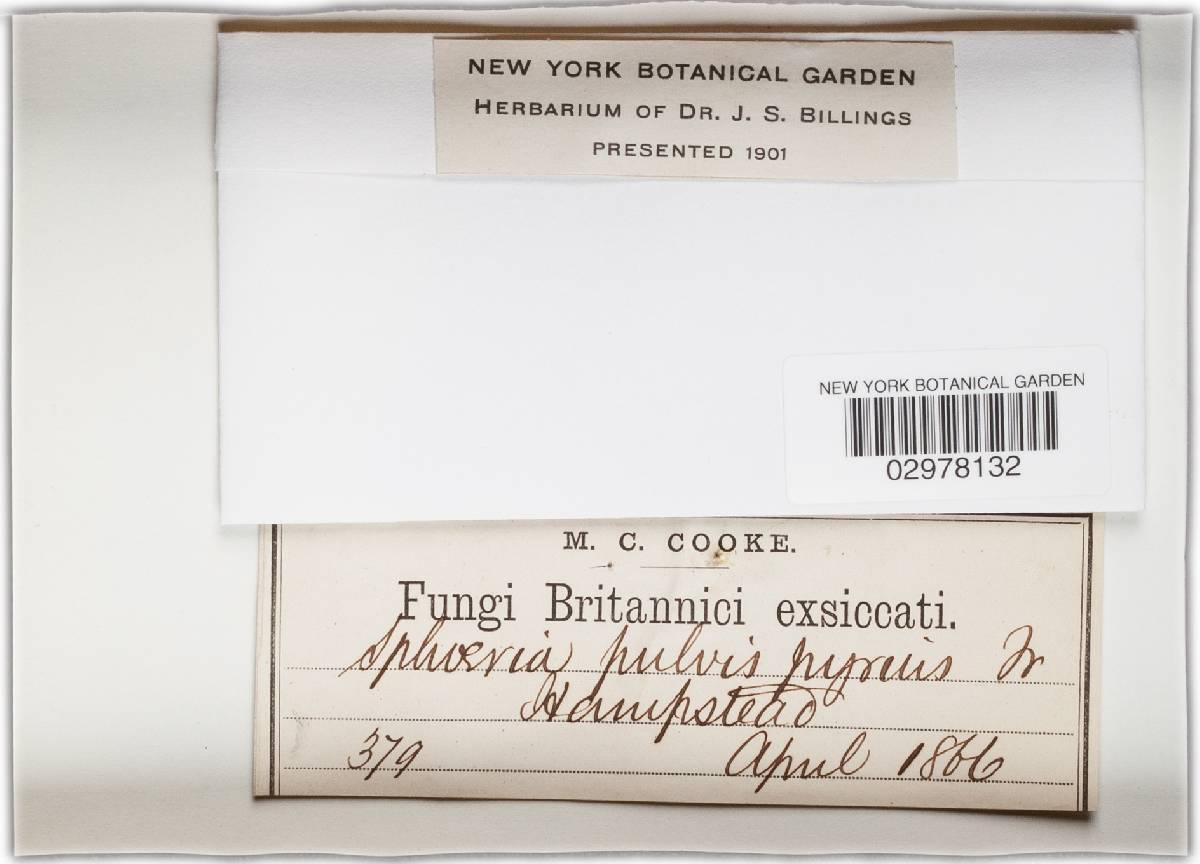 NEW YORK BOTANICAL GARDEN
HERBARIUM OF DR. J. S. BILLINGS
PRESENTED 1901
NEW YORK BOTANICAL GARDEN
02978132
M. C. COOKE.
Fungi Britannici exsiccati.
Sphæria pulvis pyrius Fr
Hampstead
379 April 1866